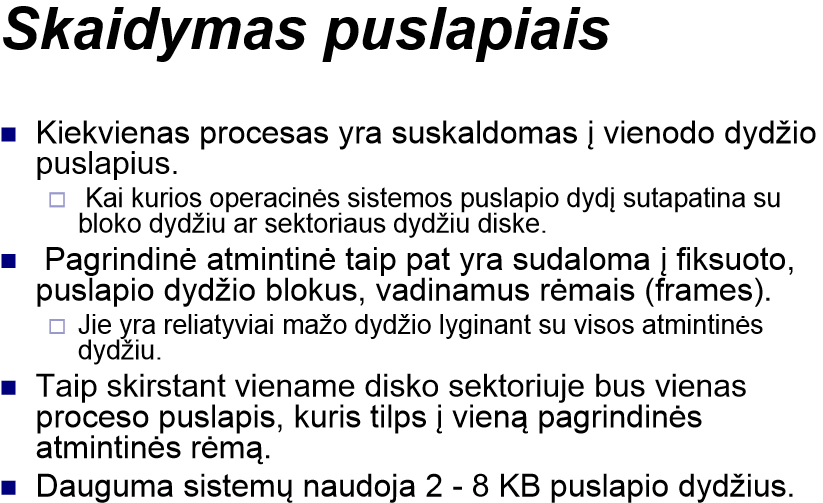 Skaidymas puslapiais
Kiekvienas procesas yra suskaldomas į vienodo dydžio
puslapius.
Kai kurios operacinės sistemos puslapio dydį sutapatina su
bloko dydžiu ar sektoriaus dydžiu diske.
Pagrindinė atmintinė taip pat yra sudaloma į fiksuoto,
puslapio dydžio blokus, vadinamus rėmais (frames).
Jie yra reliatyviai mažo dydžio lyginant su visos atmintinės
dydžiu.
Taip skirstant viename disko sektoriuje bus vienas
proceso puslapis, kuris tilps į vieną pagrindinės
atmintinės rėmą.
Dauguma sistemų naudoja 2 - 8 KB puslapio dydžius.